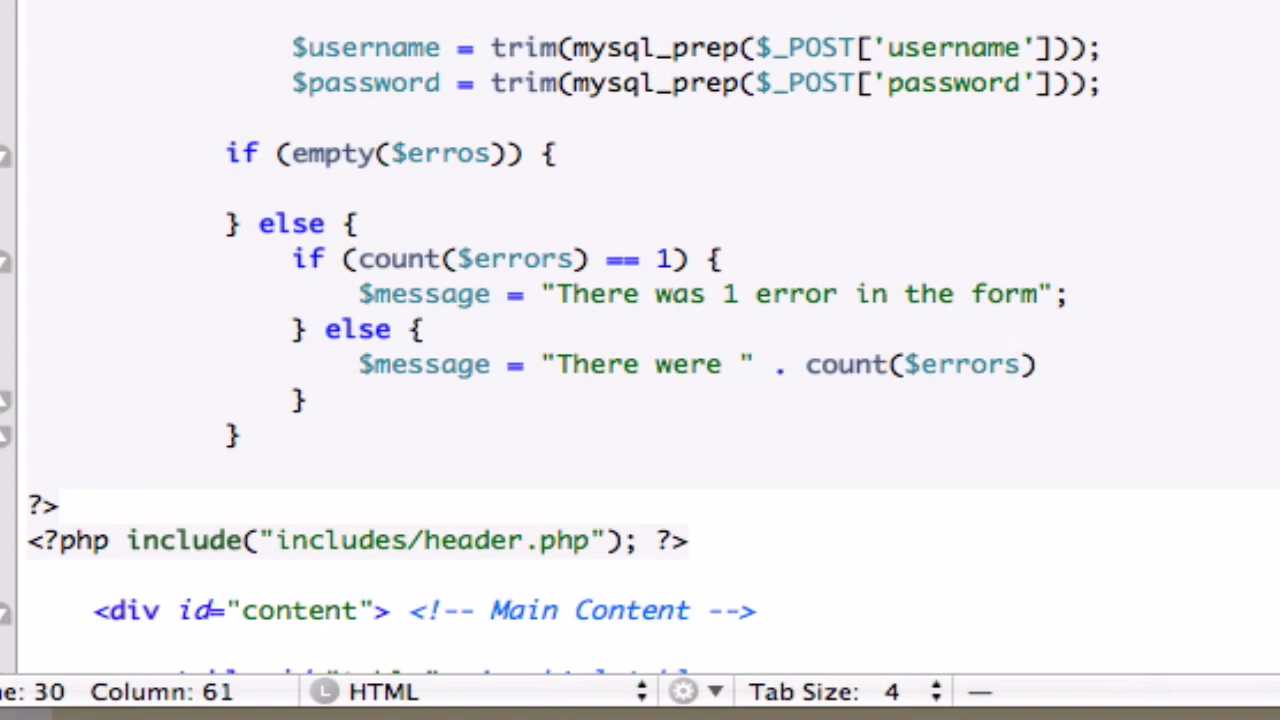 $username = trim(mysql_prep($_POST['username']));
$password = trim(mysql_prep($_POST['password']));
if (empty($erros)) {
} else {
if (count($errors) == 1) {
$message = "There was 1 error in the form";
} else {
$message = "There were " . count($errors)
}
}
?>
<?php include("includes/header.php"); ?>
<div id="content"> <!-- Main Content -->
e: 30 Column: 61 L HTML Tab Size: 4 —